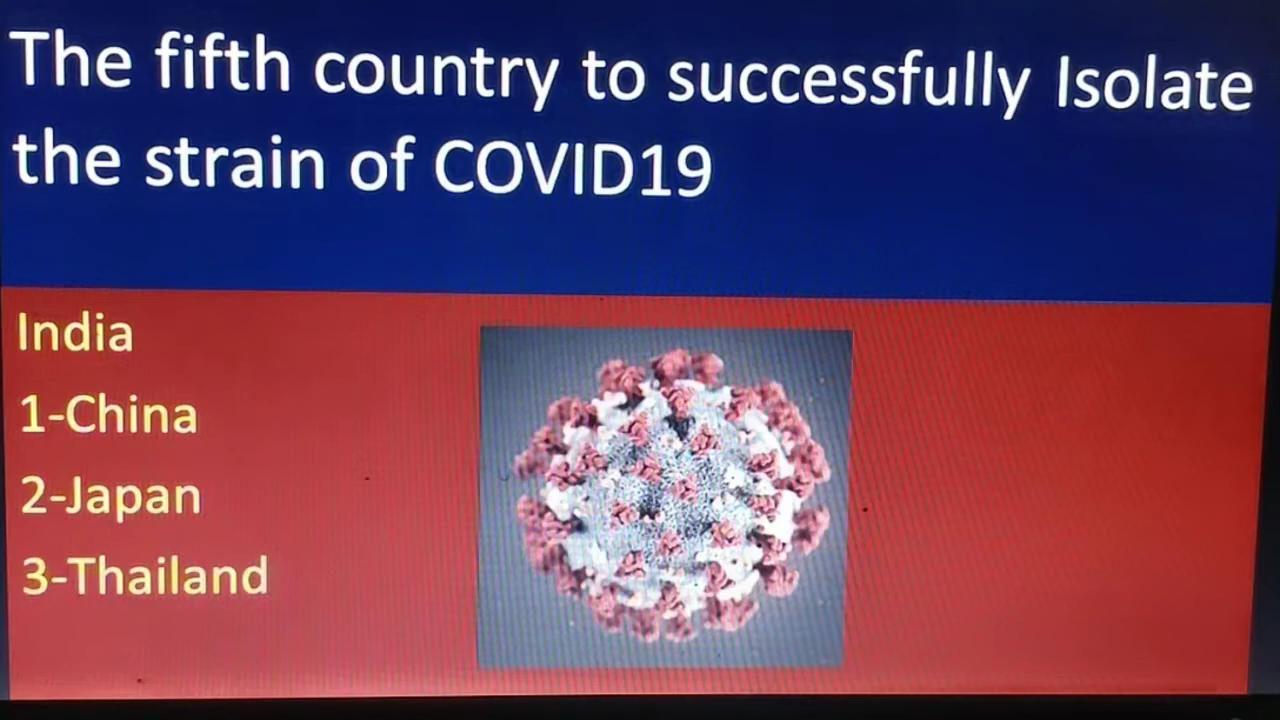 The fifth country to successfully Isolate
the strain of COVID19
India
1-China
2-Japan
3-Thailand